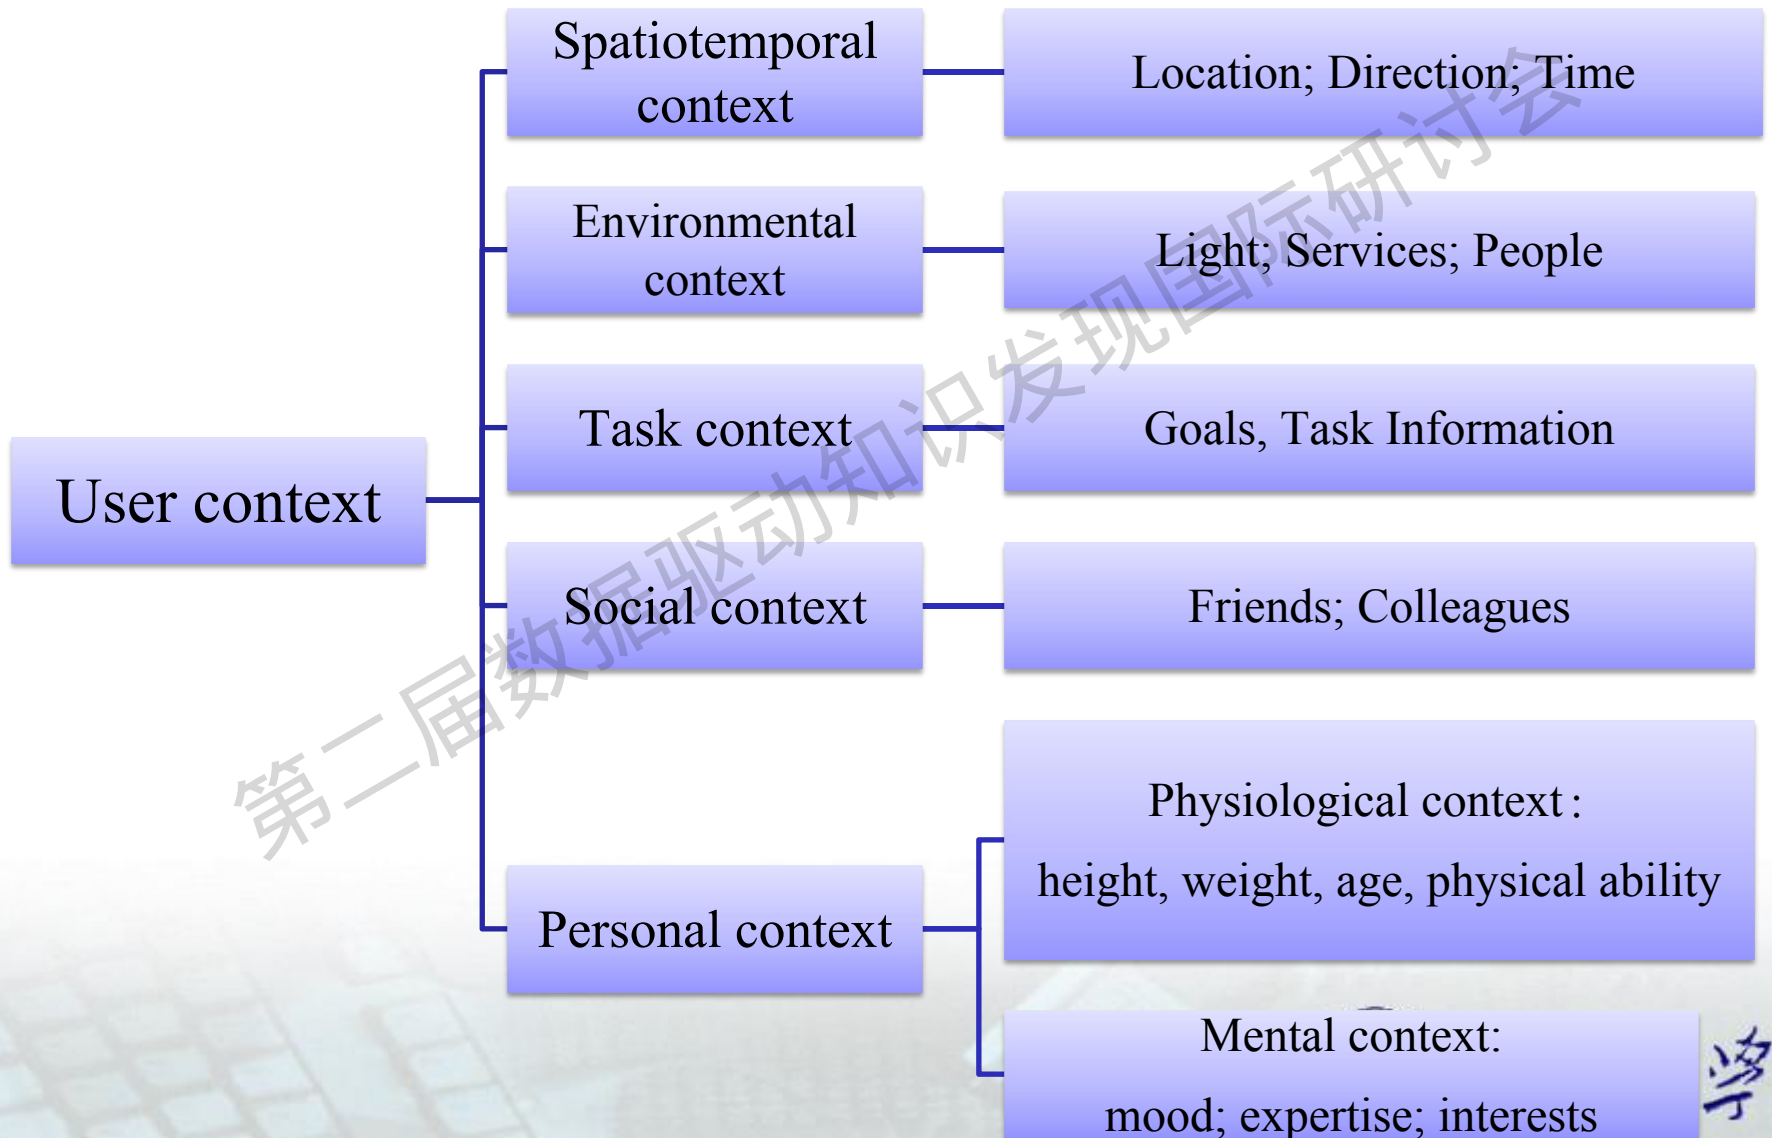 Spatiotemporal
context
Location; Direction; Time
Environmental
context
Light; Services; People
Task context
Goals, Task Information
User context
Social context
Friends; Colleagues
Personal context
Physiological context：
height, weight, age, physical ability
Mental context:
mood; expertise; interests
第二届数据驱动知识发现国际研讨会
学